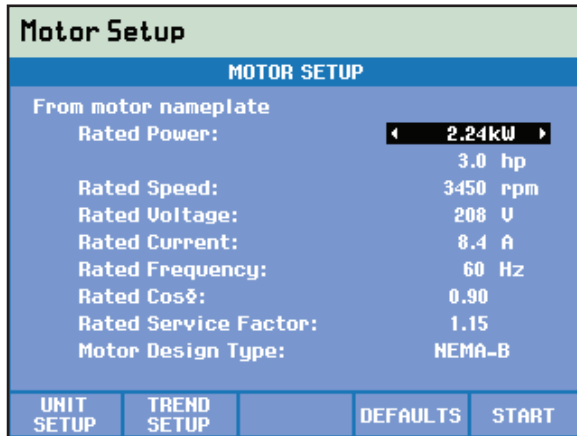 Motor Setup
MOTOR SETUP
From motor nameplate
Rated Power: 2.24kW
3.0 hp
Rated Speed: 3450 rpm
Rated Voltage: 208 V
Rated Current: 8.4 A
Rated Frequency: 60 Hz
Rated CosΦ: 0.90
Rated Service Factor: 1.15
Motor Design Type: NEMA-B
UNIT SETUP TREND SETUP DEFAULTS START